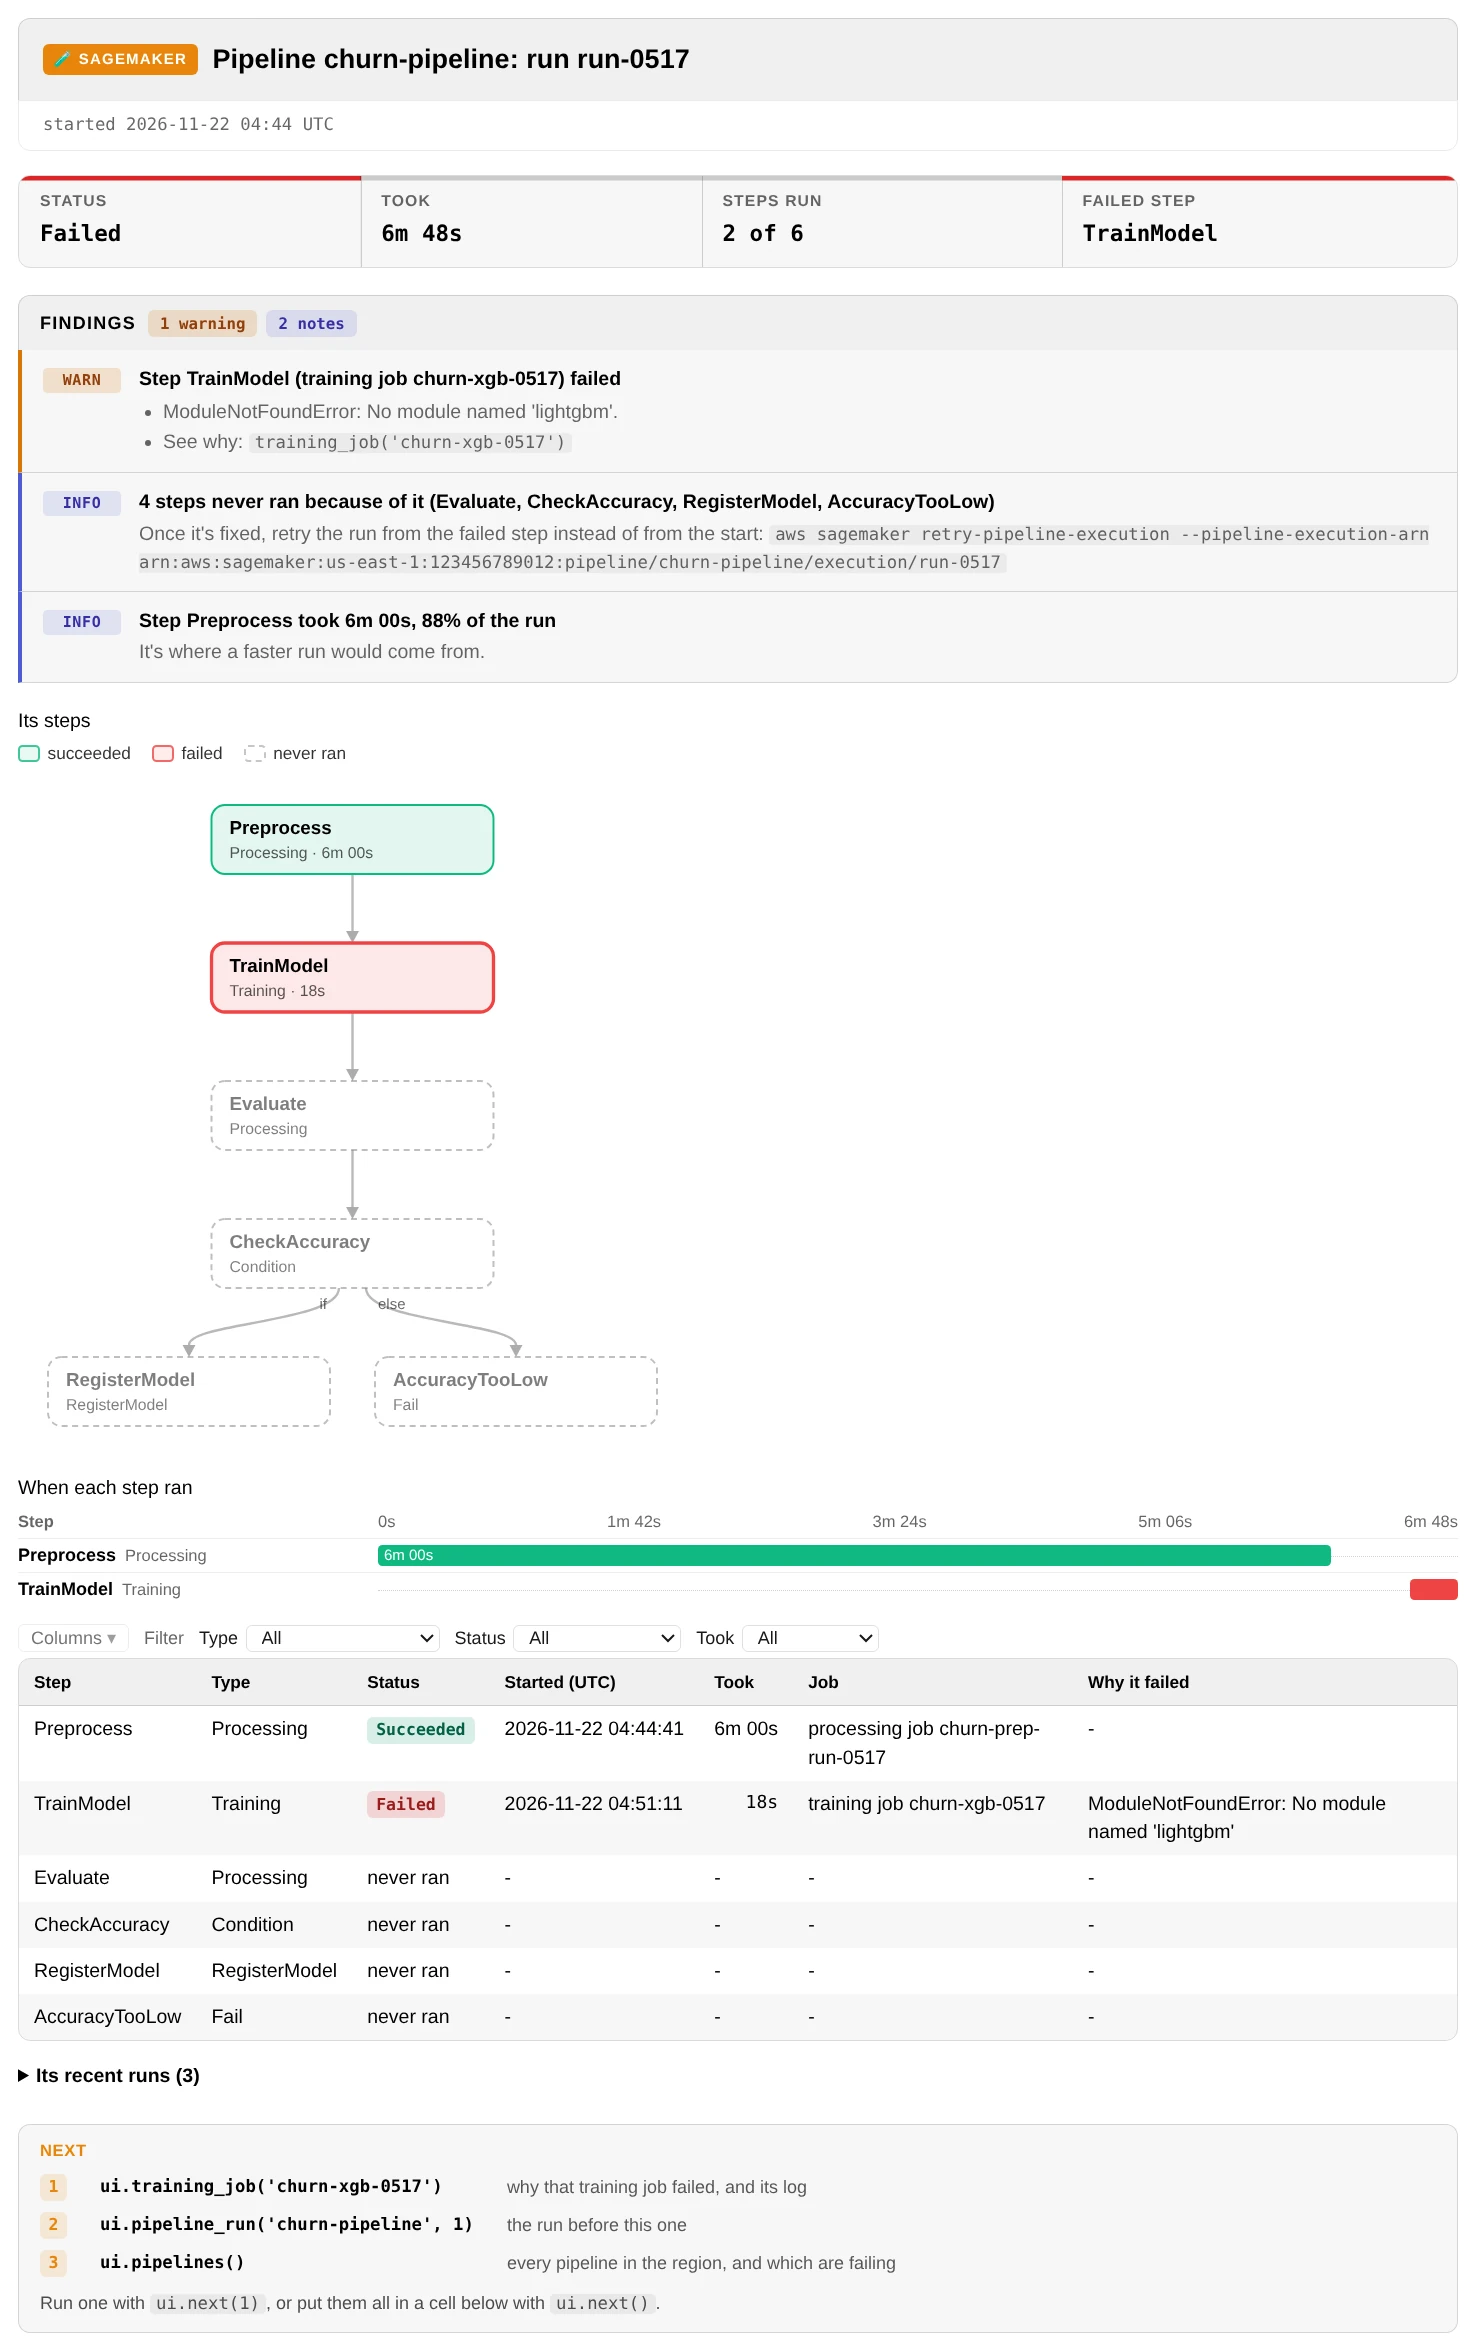 🧪 SAGEMAKER Pipeline churn-pipeline: run run-0517
started 2026-11-22 04:44 UTC
STATUS TOOK STEPS RUN FAILED STEP
Failed 6m 48s 2 of 6 TrainModel
FINDINGS 1 warning 2 notes
WARN Step TrainModel (training job churn-xgb-0517) failed
• ModuleNotFoundError: No module named 'lightgbm'.
• See why: training_job('churn-xgb-0517')
INFO 4 steps never ran because of it (Evaluate, CheckAccuracy, RegisterModel, AccuracyTooLow)
Once it's fixed, retry the run from the failed step instead of from the start: aws sagemaker retry-pipeline-execution --pipeline-execution-arn
arn:aws:sagemaker:us-east-1:123456789012:pipeline/churn-pipeline/execution/run-0517
INFO Step Preprocess took 6m 00s, 88% of the run
It's where a faster run would come from.
Its steps
succeeded failed never ran
Preprocess
Processing · 6m 00s
TrainModel
Training · 18s
Evaluate
Processing
CheckAccuracy
Condition
if else
RegisterModel AccuracyTooLow
RegisterModel Fail
When each step ran
Step 0s 1m 42s 3m 24s 5m 06s 6m 48s
Preprocess Processing 6m 00s
TrainModel Training
Columns ▾ Filter Type All Status All Took All
Step Type Status Started (UTC) Took Job Why it failed
Preprocess Processing Succeeded 2026-11-22 04:44:41 6m 00s processing job churn-prep- -
run-0517
TrainModel Training Failed 2026-11-22 04:51:11 18s training job churn-xgb-0517 ModuleNotFoundError: No module
named 'lightgbm'
Evaluate Processing never ran - - - -
CheckAccuracy Condition never ran - - - -
RegisterModel RegisterModel never ran - - - -
AccuracyTooLow Fail never ran - - - -
▶ Its recent runs (3)
NEXT
1 ui.training_job('churn-xgb-0517') why that training job failed, and its log
2 ui.pipeline_run('churn-pipeline', 1) the run before this one
3 ui.pipelines() every pipeline in the region, and which are failing
Run one with ui.next(1), or put them all in a cell below with ui.next().